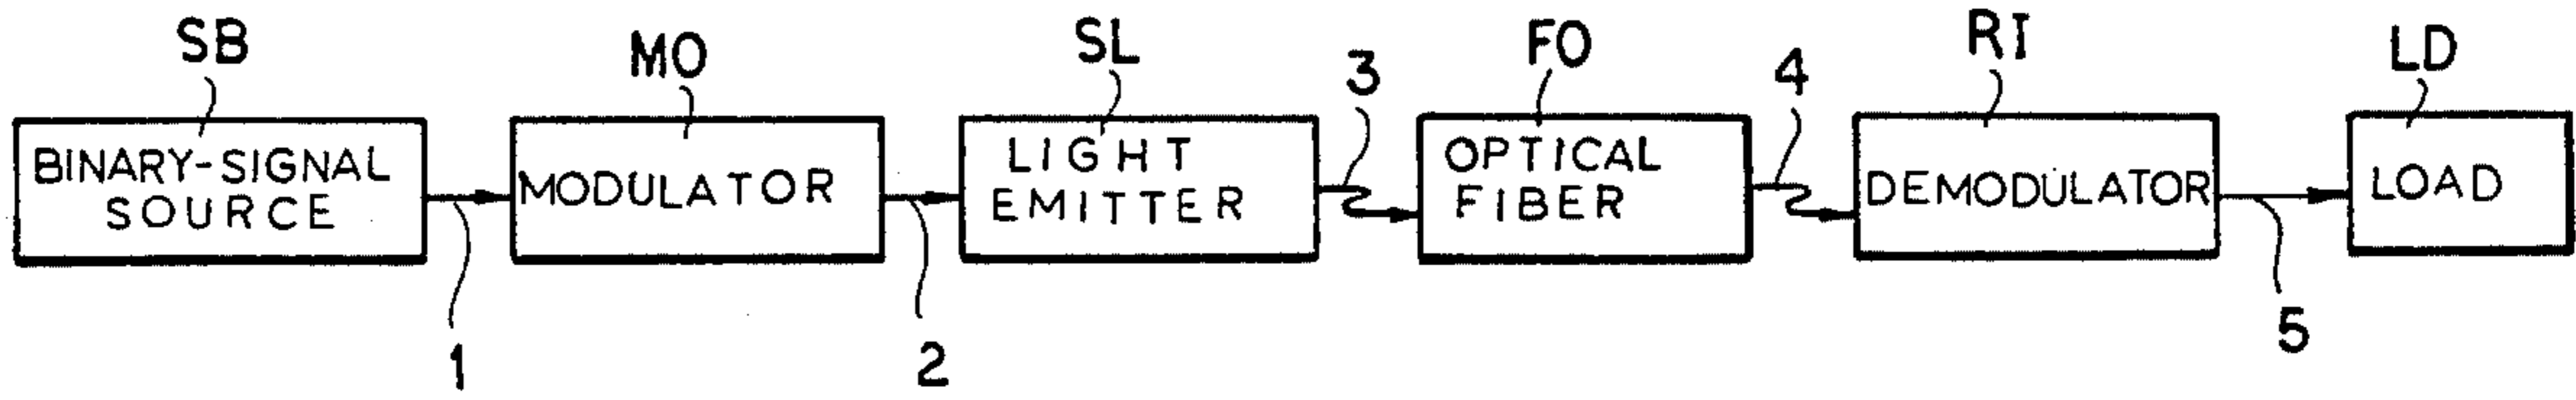 SB
MO
SL
3
FO
4
RI
LD
BINARY-SIGNAL
SOURCE
MODULATOR
LIGHT
EMITTER
OPTICAL
FIBER
DEMODULATOR
LOAD
1
2
5